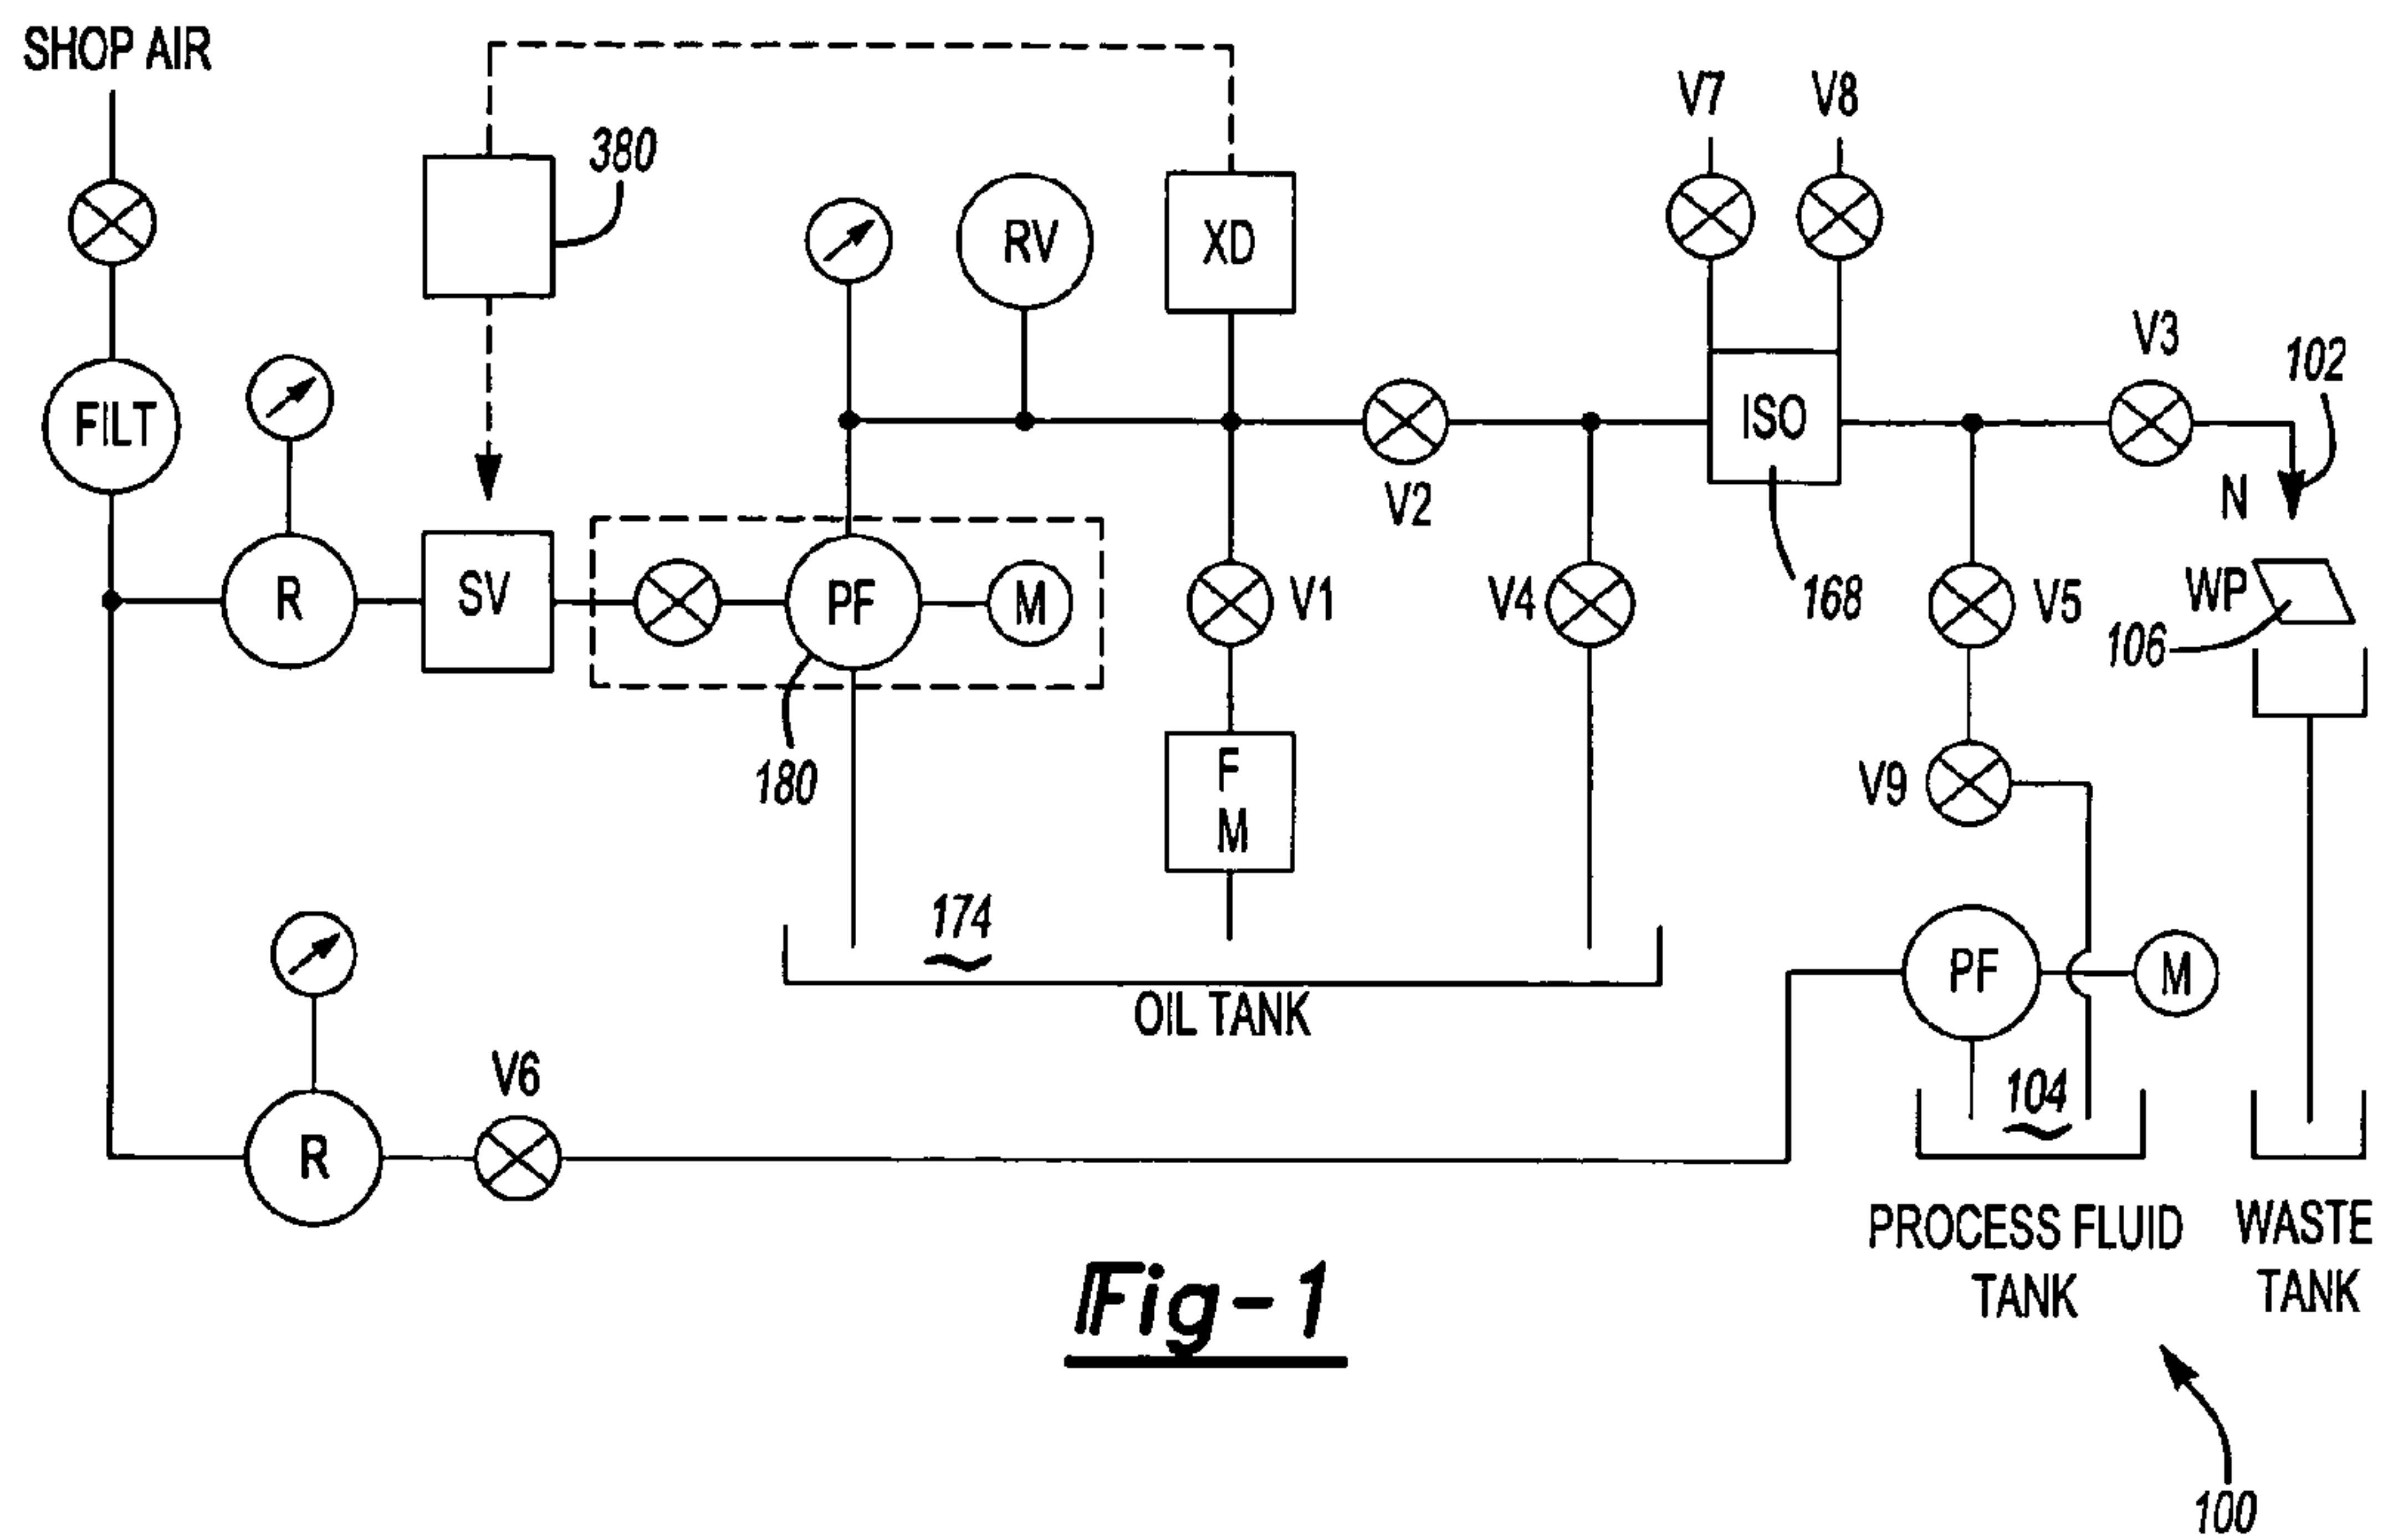 SHOP AIR
380
V7
V8
RV
XD
V3
102
FILT
ISO
V2
N
R
SV
PF
M
V1
V4
168
V5
WP
106
180
F
M
V9
174
OIL TANK
PF
M
104
V6
R
PROCESS FLUID
TANK
WASTE
TANK
Fig-1
100